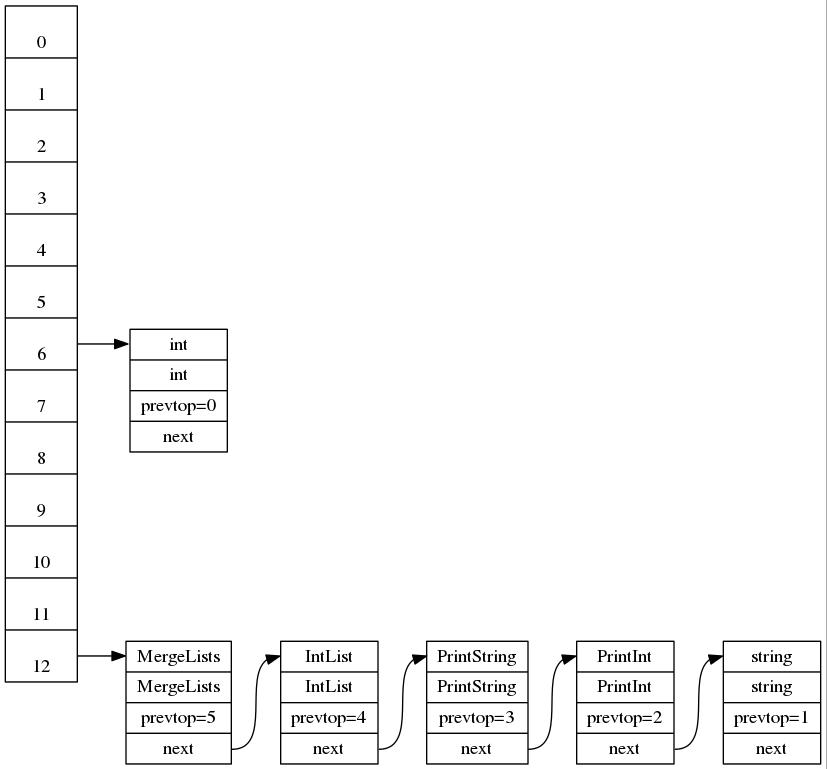 0
1
2
3
4
5
6
7
8
9
10
11
12
int
int
prevtop=0
next
MergeLists
MergeLists
prevtop=5
next
IntList
IntList
prevtop=4
next
PrintString
PrintString
prevtop=3
next
PrintInt
PrintInt
prevtop=2
next
string
string
prevtop=1
next